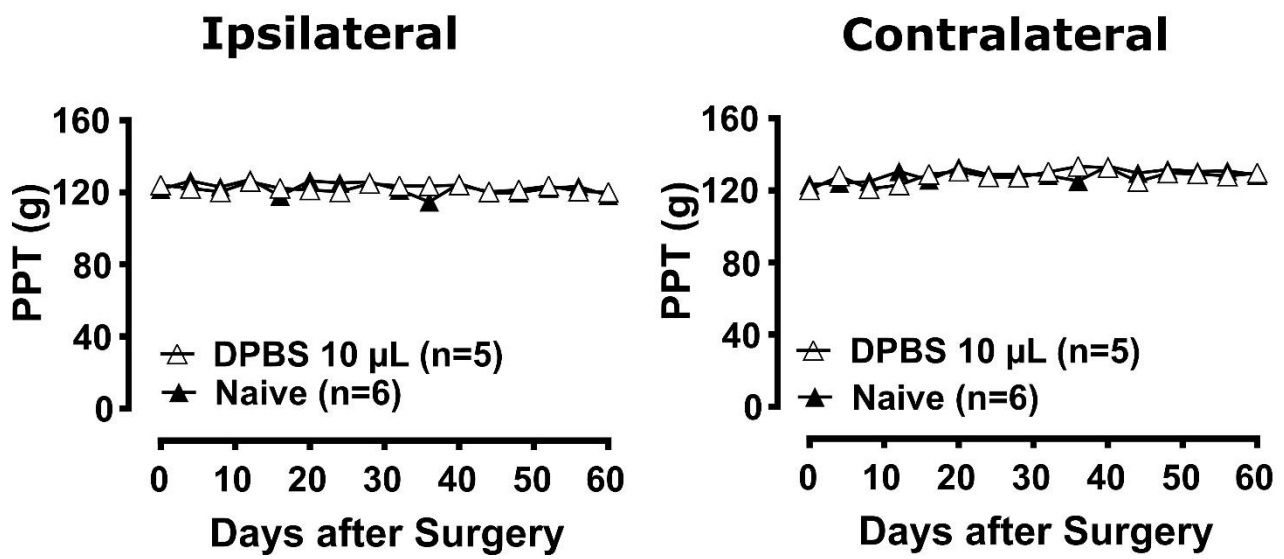 Ipsilateral
160
120
80
40
0
PPT (g)
DPBS 10 µL (n=5)
Naive (n=6)
0 10 20 30 40 50 60
Days after Surgery
Contralateral
160
120
80
40
0
PPT (g)
DPBS 10 µL (n=5)
Naive (n=6)
0 10 20 30 40 50 60
Days after Surgery